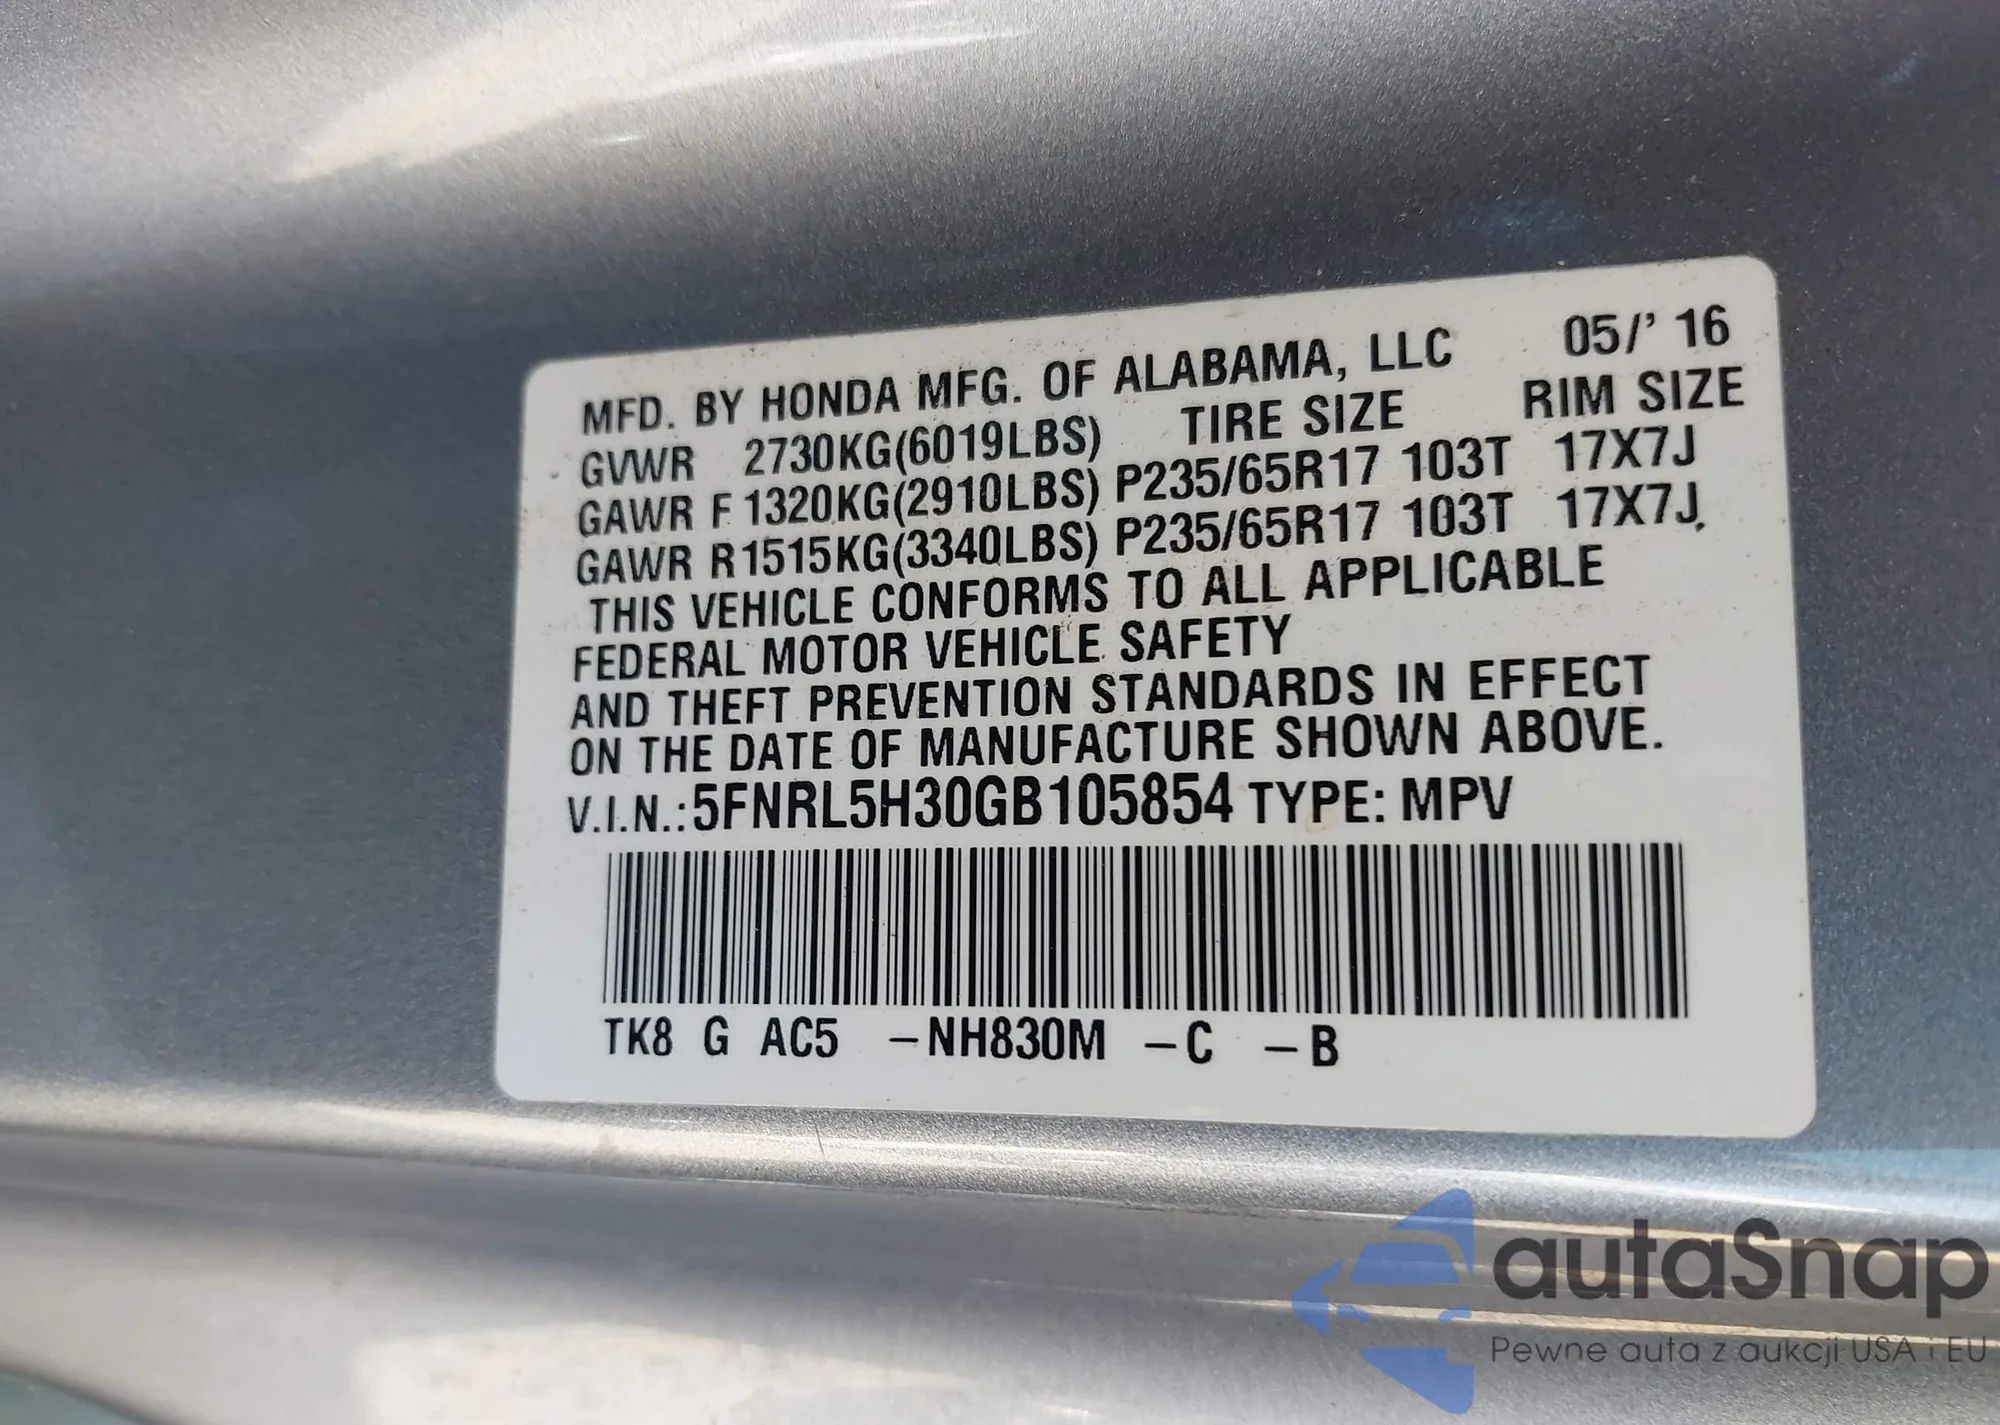 MFD. BY HONDA MFG. OF ALABAMA, LLC 05/' 16
GVWR 2730KG(6019LBS) TIRE SIZE RIM SIZE
GAWR F 1320KG(2910LBS) P235/65R17 103T 17X7J
GAWR R1515KG(3340LBS) P235/65R17 103T 17X7J
THIS VEHICLE CONFORMS TO ALL APPLICABLE
FEDERAL MOTOR VEHICLE SAFETY
AND THEFT PREVENTION STANDARDS IN EFFECT
ON THE DATE OF MANUFACTURE SHOWN ABOVE.
V.I.N.:5FNRL5H30GB105854 TYPE: MPV
TK8 G AC5 -NH830M -C -B
autaSnap
Pewne auta z aukcji USA i EU